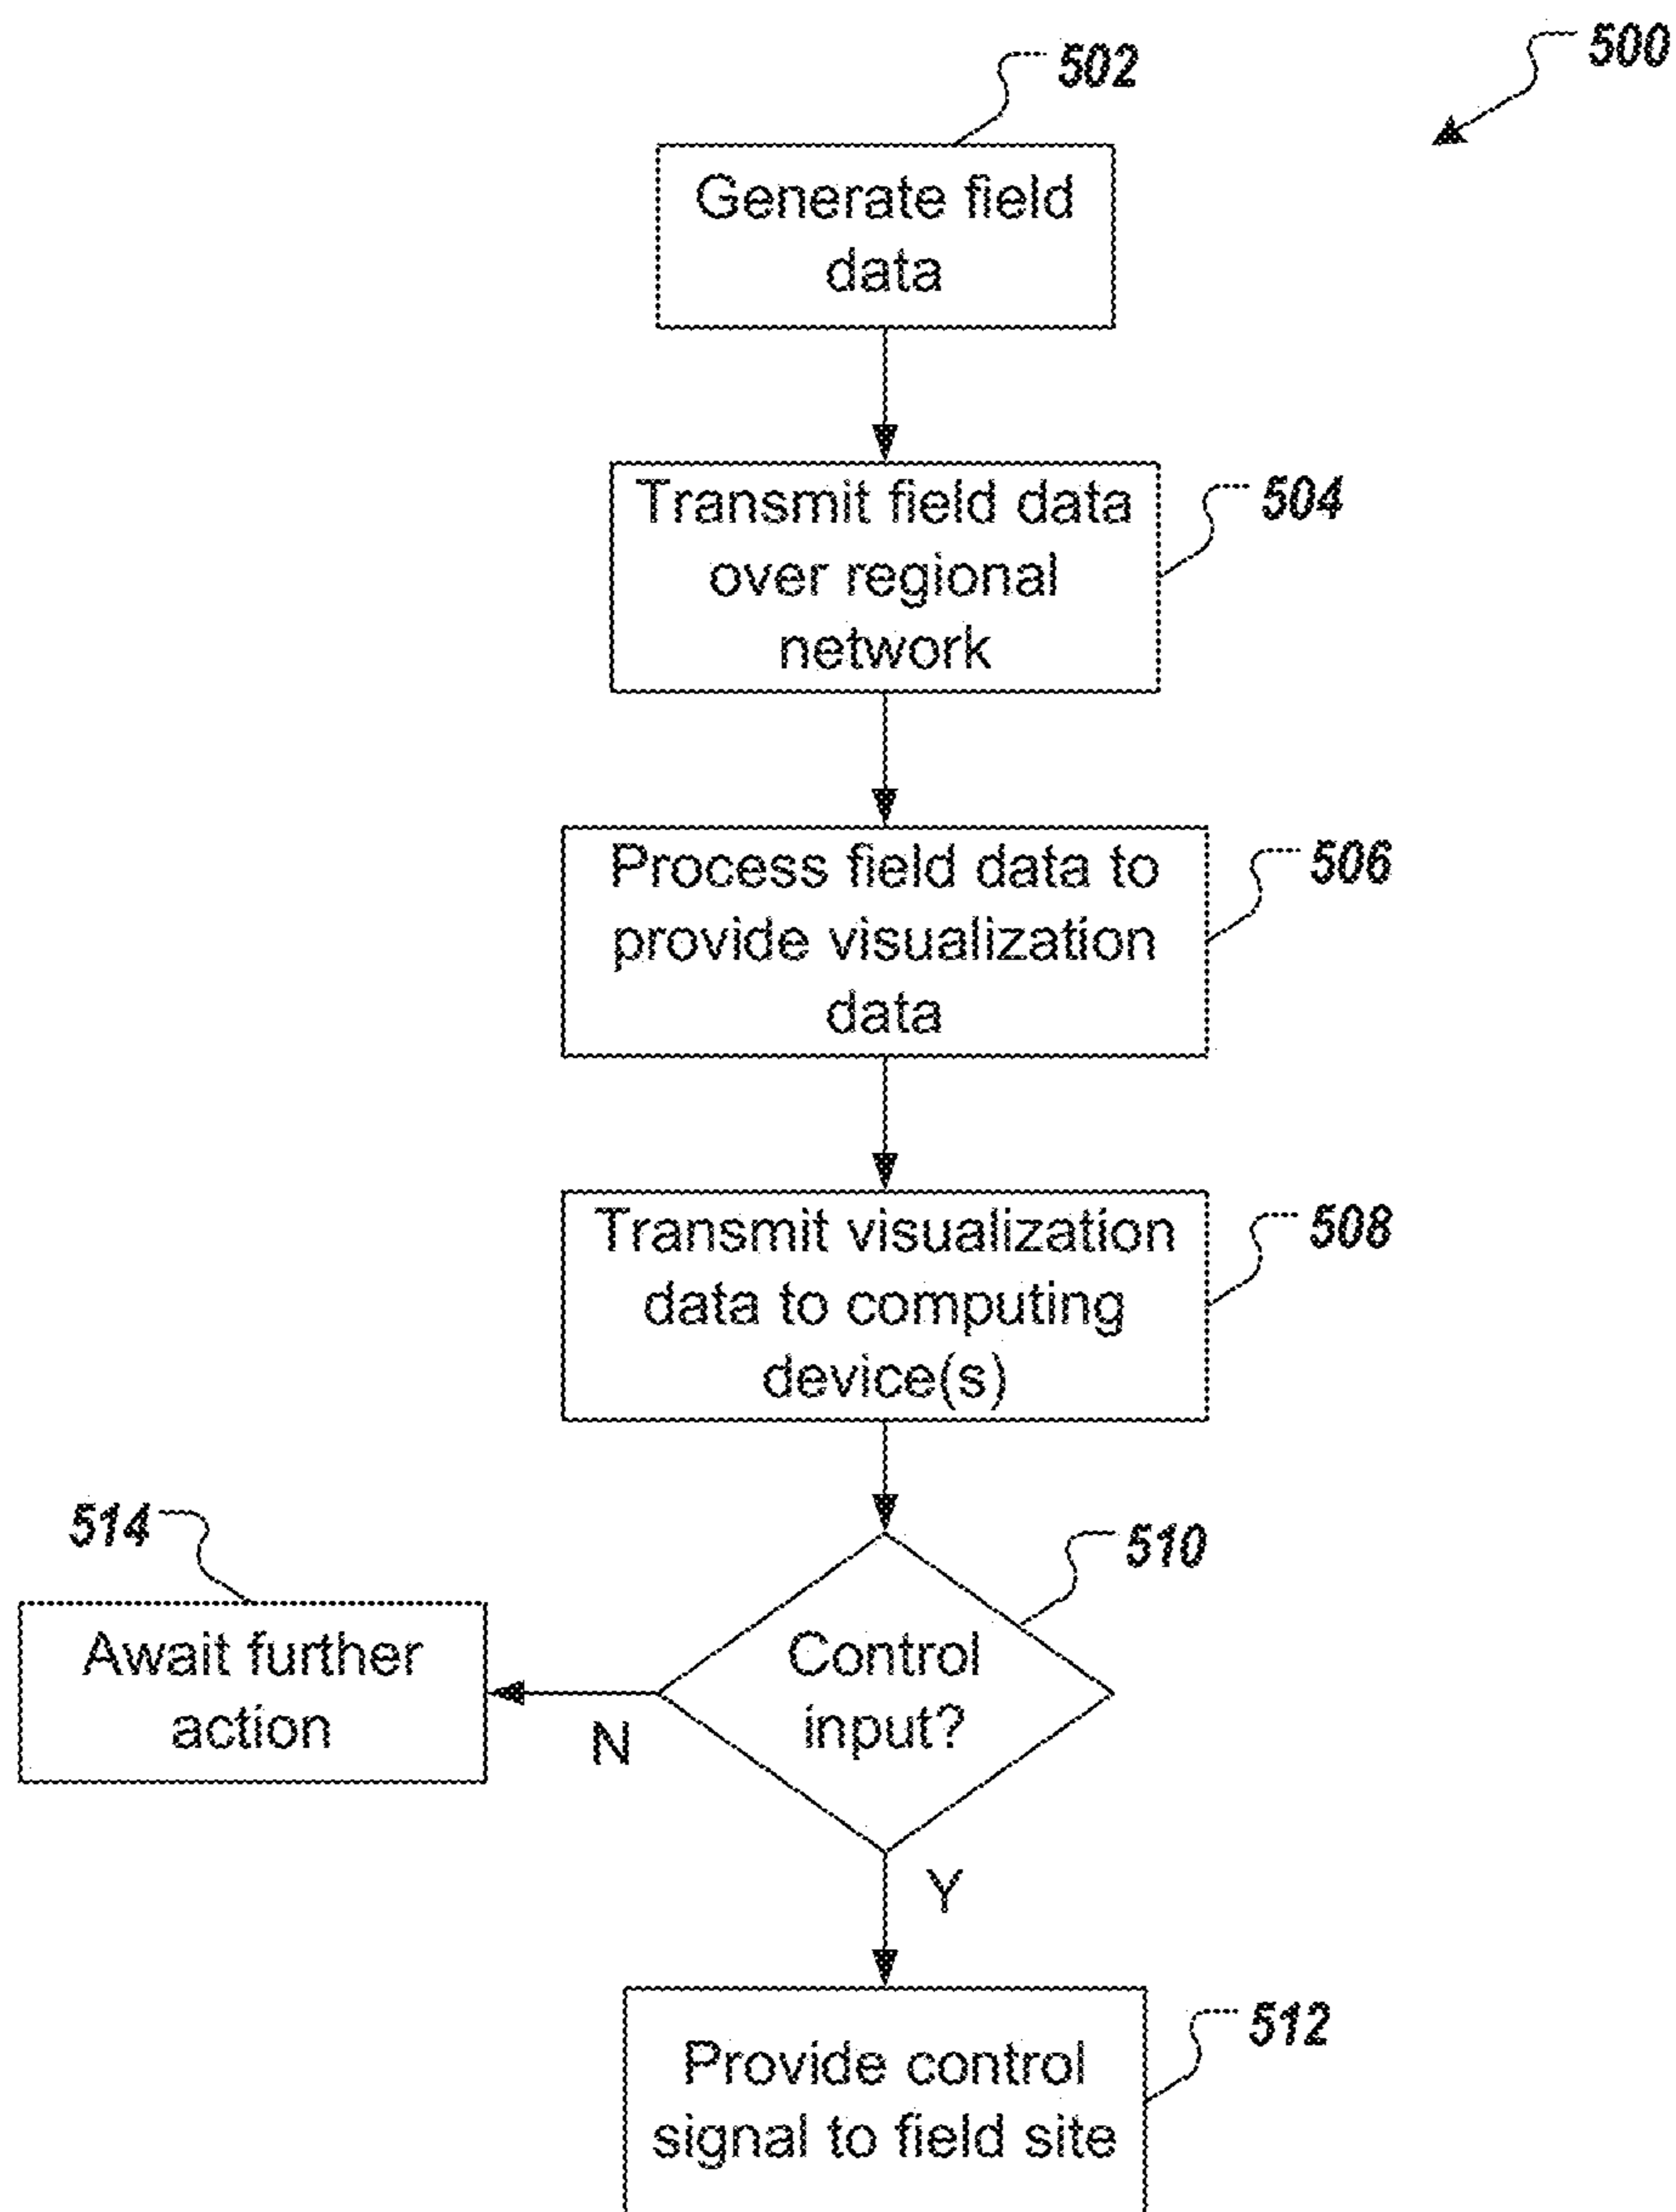 500
502
Generate field
data
Transmit field data
over regional
network
504
Process field data to
provide visualization
data
506
Transmit visualization
data to computing
device(s)
508
514
510
Await further
action
N
Control
input?
Y
512
Provide control
signal to field site